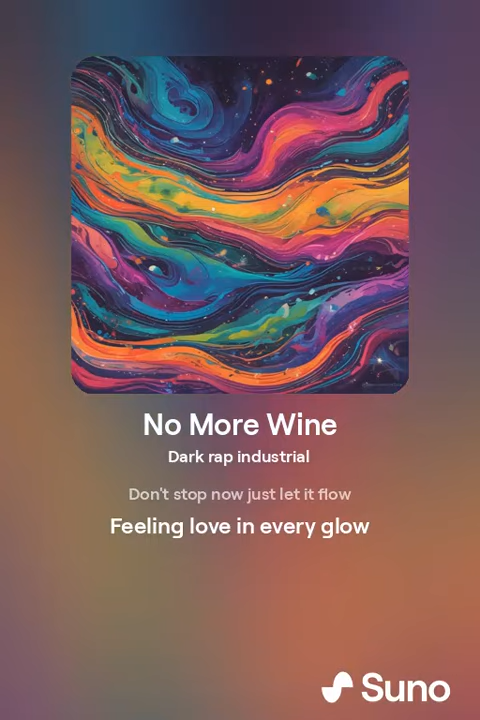 No More Wine
Dark rap industrial
Don't stop now just let it flow
Feeling love in every glow
Suno